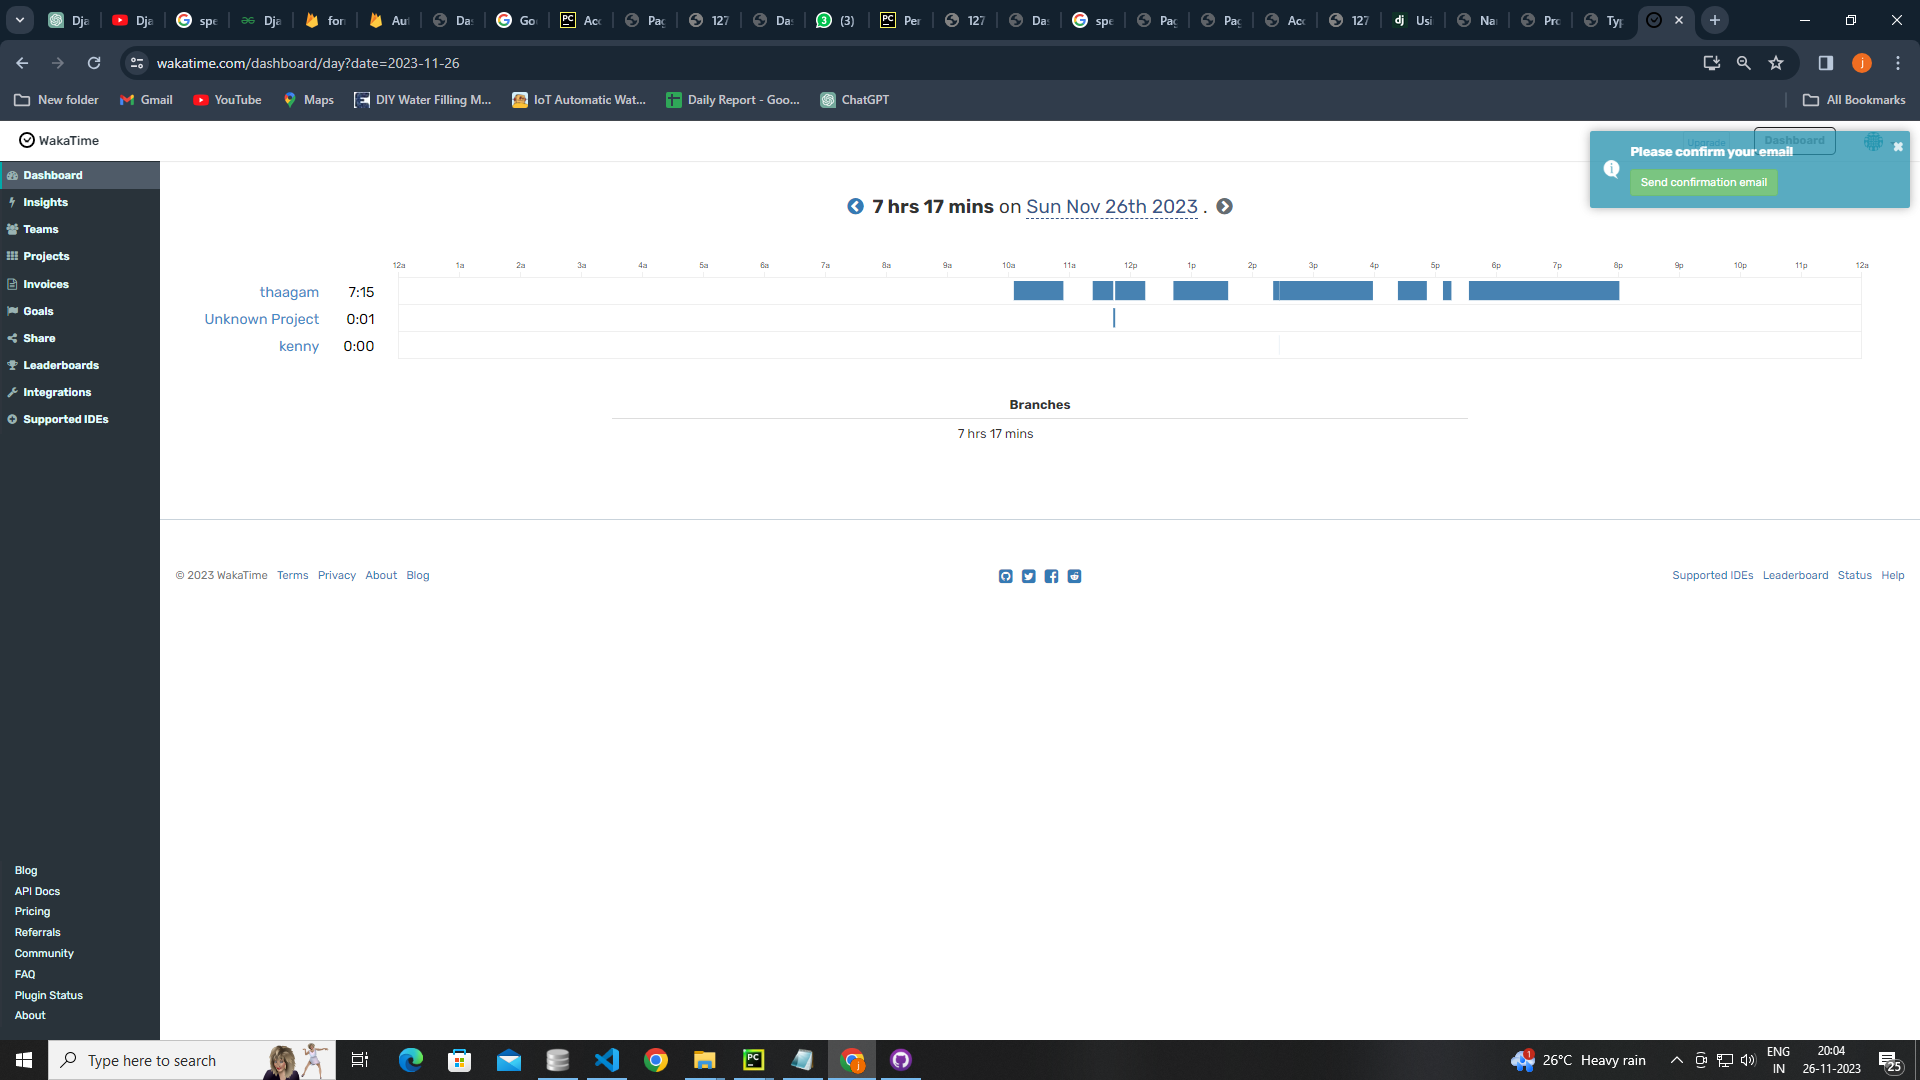 Dja
Dja
spe
Dja
for
Aut
Das
Goo
Acc
Pag
127
Das
(3)
Per
127
Das
spe
Pag
Pag
Acc
127
Usi
Nar
Pro
Typ
wakatime.com/dashboard/day?date=2023-11-26
New folder
Gmail
YouTube
Maps
DIY Water Filling M...
IoT Automatic Wat...
Daily Report - Goo...
ChatGPT
All Bookmarks
WakaTime
Upgrade
Dashboard
Please confirm your email
Send confirmation email
Dashboard
Insights
Teams
Projects
Invoices
Goals
Share
Leaderboards
Integrations
Supported IDEs
7 hrs 17 mins on Sun Nov 26th 2023 .
12a 1a 2a 3a 4a 5a 6a 7a 8a 9a 10a 11a 12p 1p 2p 3p 4p 5p 6p 7p 8p 9p 10p 11p 12a
thaagam 7:15
Unknown Project 0:01
kenny 0:00
Branches
7 hrs 17 mins
© 2023 WakaTime Terms Privacy About Blog
Supported IDEs Leaderboard Status Help
Blog
API Docs
Pricing
Referrals
Community
FAQ
Plugin Status
About
Type here to search
26°C Heavy rain
ENG
IN
20:04
26-11-2023
25